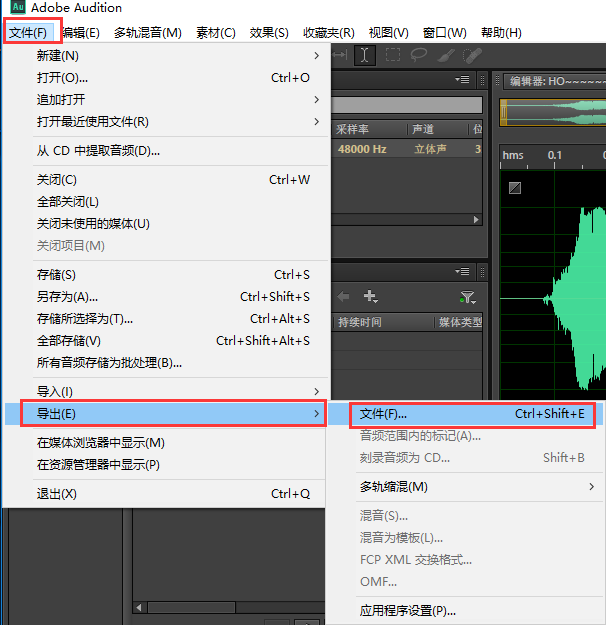 Au Adobe Audition
文件(F) 编辑(E) 多轨混音(M) 素材(C) 效果(S) 收藏夹(R) 视图(V) 窗口(W) 帮助(H)
新建(N)
打开(O)... Ctrl+O
追加打开
打开最近使用文件(R)
从 CD 中提取音频(D)...
关闭(C) Ctrl+W
全部关闭(L)
关闭未使用的媒体(U)
关闭项目(M)
存储(S) Ctrl+S
另存为(A)... Ctrl+Shift+S
存储所选择为(T)... Ctrl+Alt+S
全部存储(V) Ctrl+Shift+Alt+S
所有音频存储为批处理(B)...
导入(I)
导出(E)
在媒体浏览器中显示(M)
在资源管理器中显示(P)
退出(X) Ctrl+Q
文件(F)... Ctrl+Shift+E
音频范围内的标记(A)...
刻录音频为 CD... Shift+B
多轨缩混(M)
混音(S)...
混音为模板(L)...
FCP XML 交换格式...
OMF...
应用程序设置(P)...
采样率 声道 位
48000 Hz 立体声 3
持续时间 媒体类型
编辑器: HO~~~~~~
hms 0.1